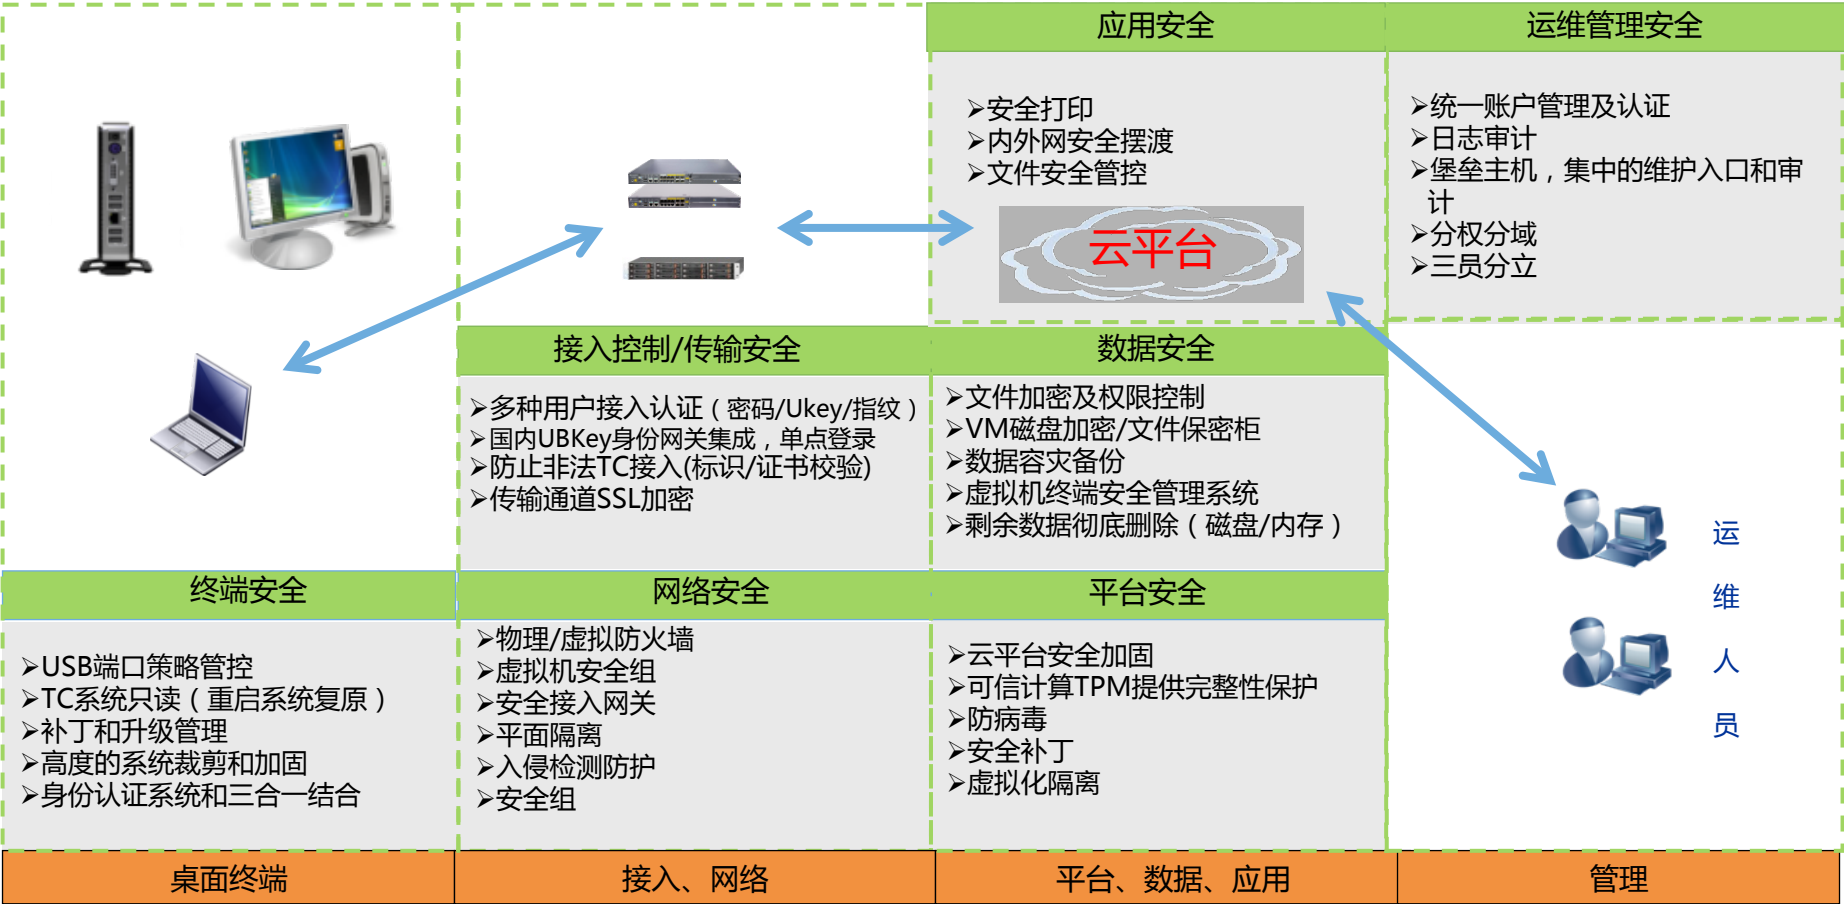 应用安全
➢安全打印
➢内外网安全摆渡
➢文件安全管控
云平台
运维管理安全
➢统一账户管理及认证
➢日志审计
➢堡垒主机，集中的维护入口和审
计
➢分权分域
➢三员分立
接入控制/传输安全
➢多种用户接入认证（密码/Ukey/指纹）
➢国内UBKey身份网关集成，单点登录
➢防止非法TC接入(标识/证书校验)
➢传输通道SSL加密
数据安全
➢文件加密及权限控制
➢VM磁盘加密/文件保密柜
➢数据容灾备份
➢虚拟机终端安全管理系统
➢剩余数据彻底删除（磁盘/内存）
运
维
人
员
终端安全
➢USB端口策略管控
➢TC系统只读（重启系统复原）
➢补丁和升级管理
➢高度的系统裁剪和加固
➢身份认证系统和三合一结合
网络安全
➢物理/虚拟防火墙
➢虚拟机安全组
➢安全接入网关
➢平面隔离
➢入侵检测防护
➢安全组
平台安全
➢云平台安全加固
➢可信计算TPM提供完整性保护
➢防病毒
➢安全补丁
➢虚拟化隔离
桌面终端
接入、网络
平台、数据、应用
管理